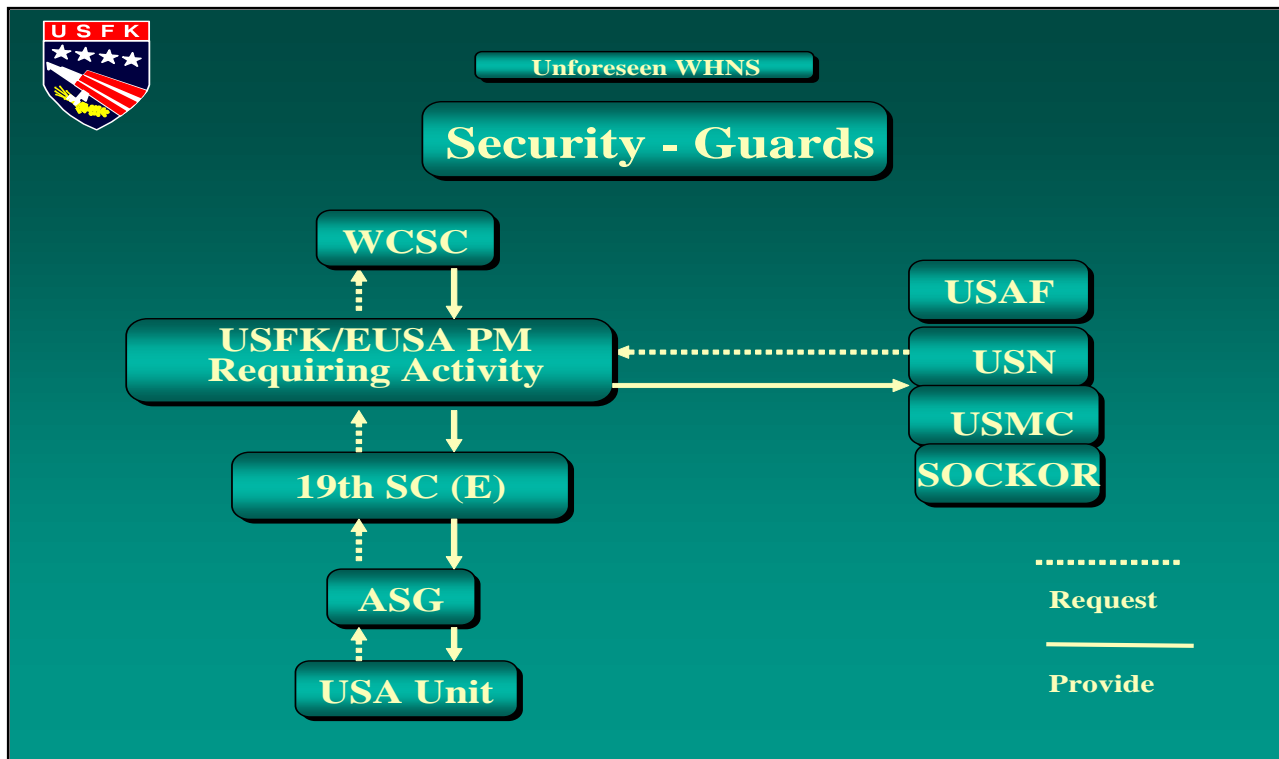 USFK
Unforeseen WHNS
Security - Guards
WCSC
USFK/EUSA PM
Requiring Activity
19th SC (E)
ASG
USA Unit
USAF
USN
USMC
SOCKOR
Request
Provide